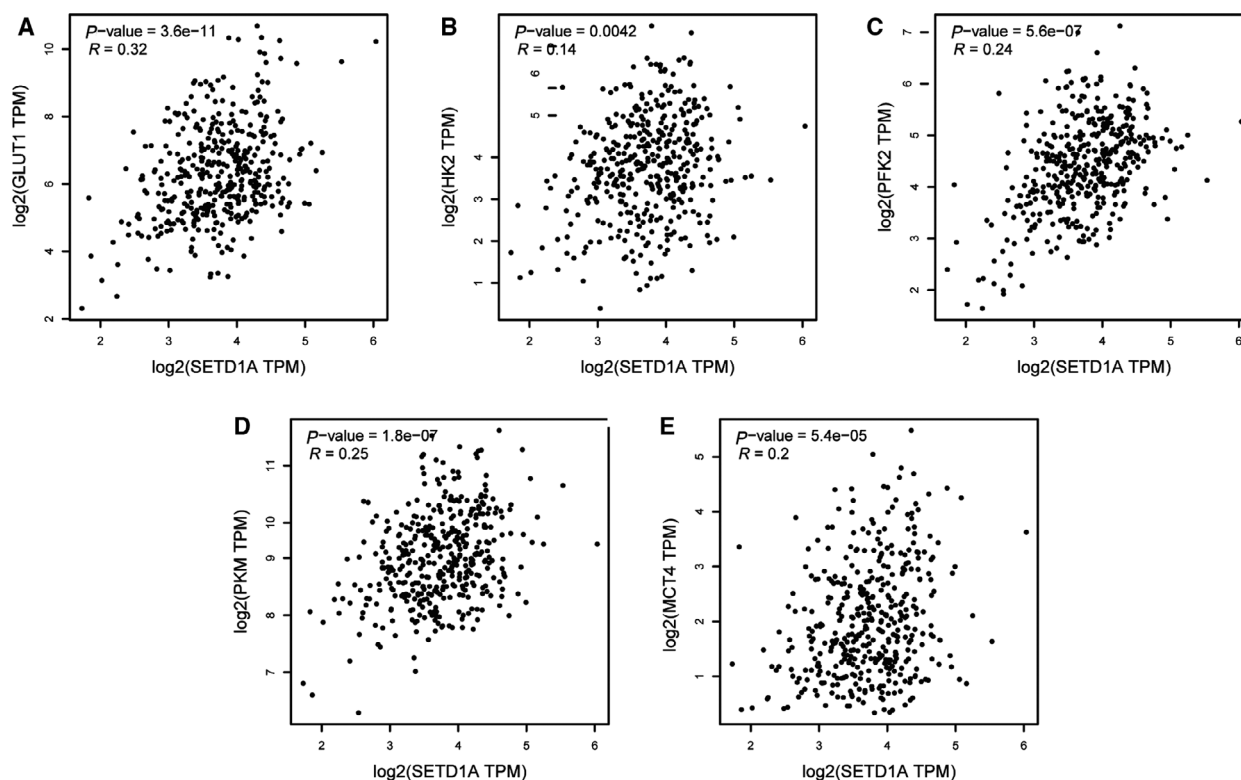 A
P-value = 3.6e-11
R = 0.32
log2(GLUT1 TPM)
10
8
6
4
2
2 3 4 5 6
log2(SETD1A TPM)
B
P-value = 0.0042
R = 0.14
log2(HK2 TPM)
6
5
4
3
2
1
2 3 4 5 6
log2(SETD1A TPM)
C
P-value = 5.6e-07
R = 0.24
log2(PFK2 TPM)
7
6
5
4
3
2
2 3 4 5 6
log2(SETD1A TPM)
D
P-value = 1.8e-07
R = 0.25
log2(PKM TPM)
11
10
9
8
7
2 3 4 5 6
log2(SETD1A TPM)
E
P-value = 5.4e-05
R = 0.2
log2(MCT4 TPM)
5
4
3
2
1
2 3 4 5 6
log2(SETD1A TPM)